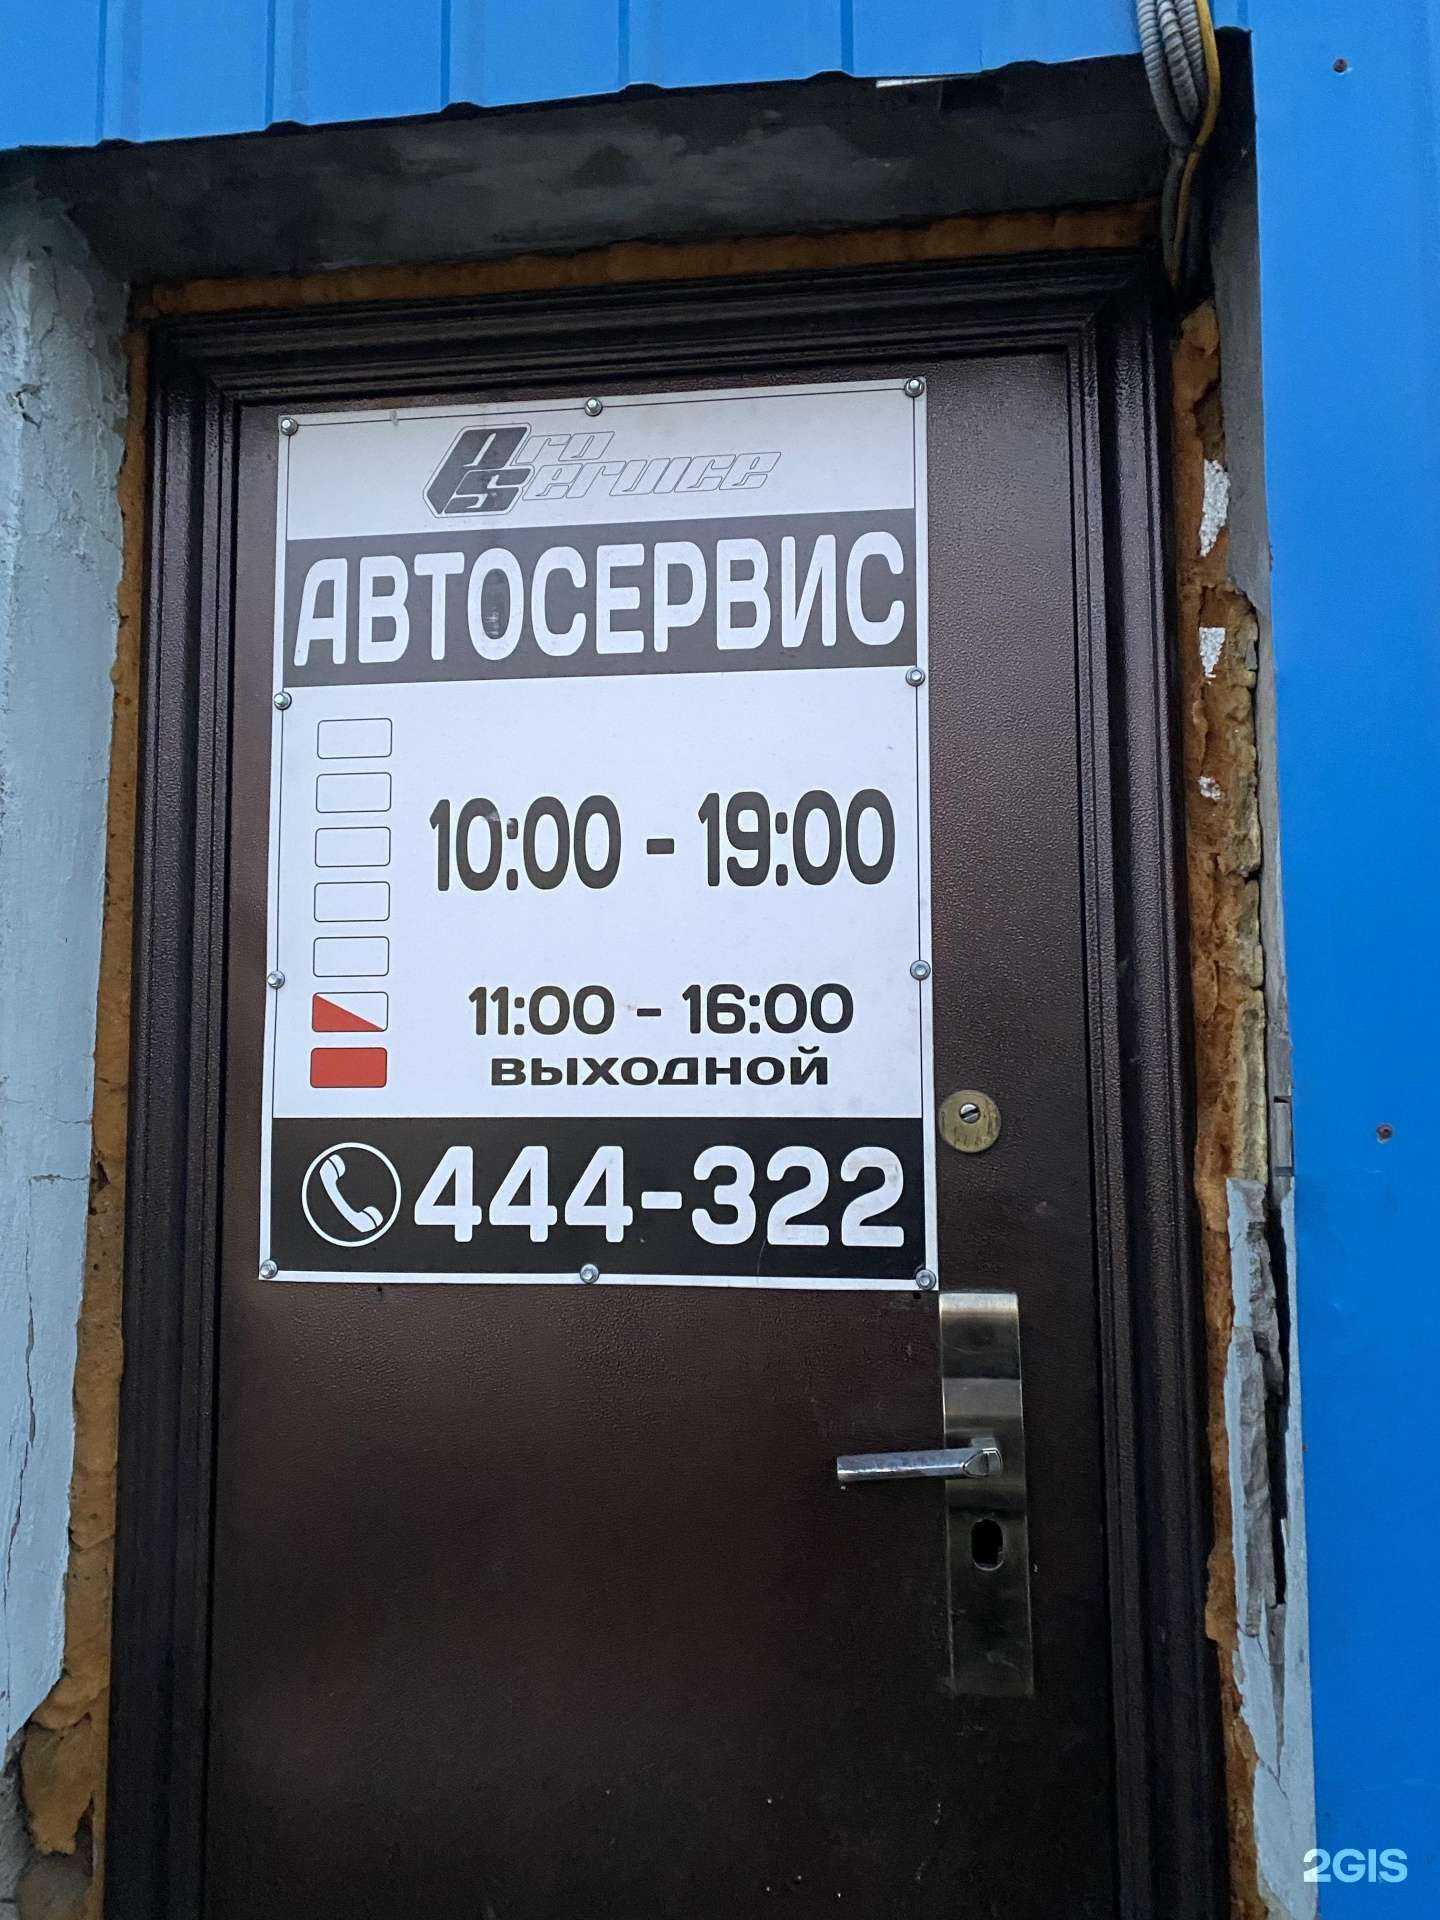 Pro
Service
АВТОСЕРВИС
10:00 - 19:00
11:00 - 16:00
ВЫХОДНОЙ
444-322
2GIS